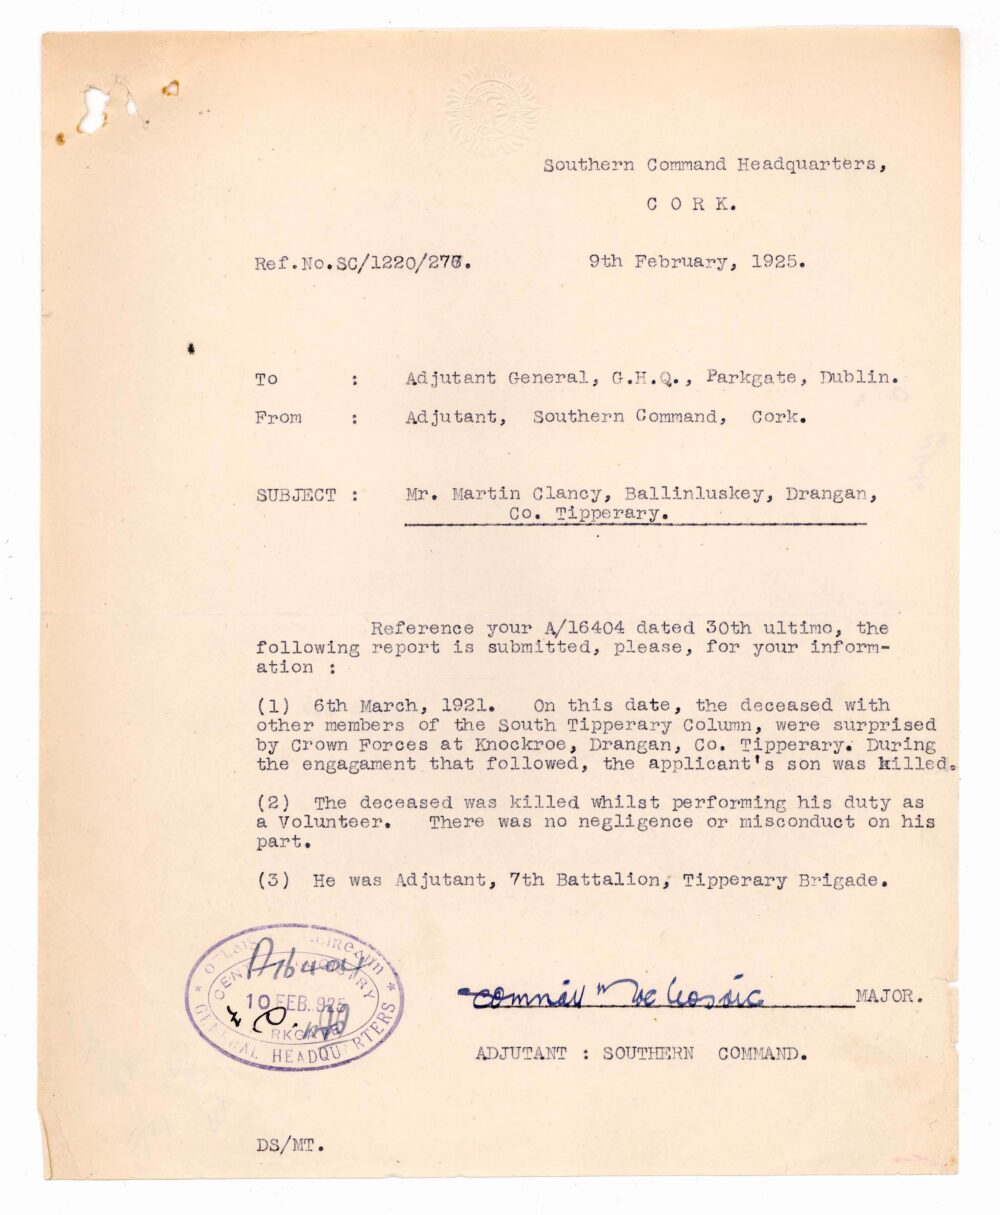 Southern Command Headquarters,
C O R K.
Ref.No.SC/1220/276.
9th February, 1925.
To : Adjutant General, G.H.Q., Parkgate, Dublin.
From : Adjutant, Southern Command, Cork.
SUBJECT : Mr. Martin Clancy, Ballinluskey, Drangan,
Co. Tipperary.
Reference your A/16404 dated 30th ultimo, the
following report is submitted, please, for your inform-
ation :
(1) 6th March, 1921. On this date, the deceased with
other members of the South Tipperary Column, were surprised
by Crown Forces at Knockroe, Drangan, Co. Tipperary. During
the engagament that followed, the applicant's son was killed.
(2) The deceased was killed whilst performing his duty as
a Volunteer. There was no negligence or misconduct on his
part.
(3) He was Adjutant, 7th Battalion, Tipperary Brigade.
10 FEB. 925
GENERAL HEADQUARTERS
MAJOR.
ADJUTANT : SOUTHERN COMMAND.
DS/MT.